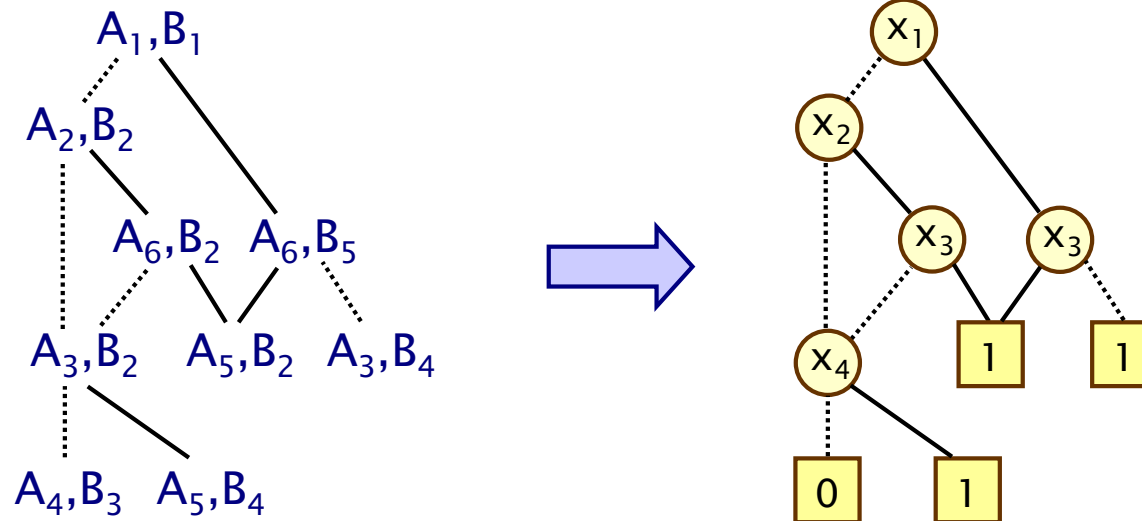 A₁,B₁
A₂,B₂
A₆,B₂ A₆,B₅
A₃,B₂ A₅,B₂ A₃,B₄
A₄,B₃ A₅,B₄
x₁
x₂
x₃ x₃
x₄ 1 1
0 1